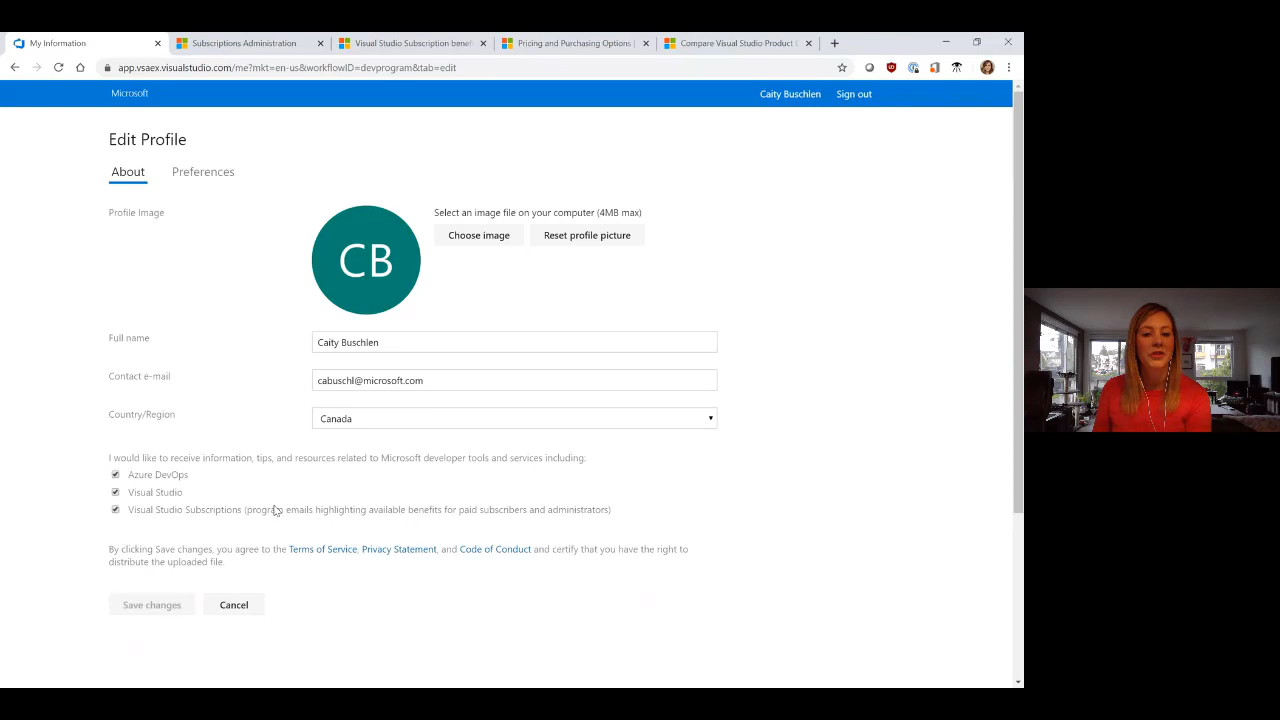 My Information
Subscriptions Administration
Visual Studio Subscription benef
Pricing and Purchasing Options |
Compare Visual Studio Product
app.vsaex.visualstudio.com/me?mkt=en-us&workflowID=devprogram&tab=edit
Microsoft
Caity Buschlen
Sign out
Edit Profile
About
Preferences
Profile Image
CB
Select an image file on your computer (4MB max)
Choose image
Reset profile picture
Full name
Caity Buschlen
Contact e-mail
cabuschl@microsoft.com
Country/Region
Canada
I would like to receive information, tips, and resources related to Microsoft developer tools and services including:
Azure DevOps
Visual Studio
Visual Studio Subscriptions (program emails highlighting available benefits for paid subscribers and administrators)
By clicking Save changes, you agree to the Terms of Service, Privacy Statement, and Code of Conduct and certify that you have the right to
distribute the uploaded file.
Save changes
Cancel